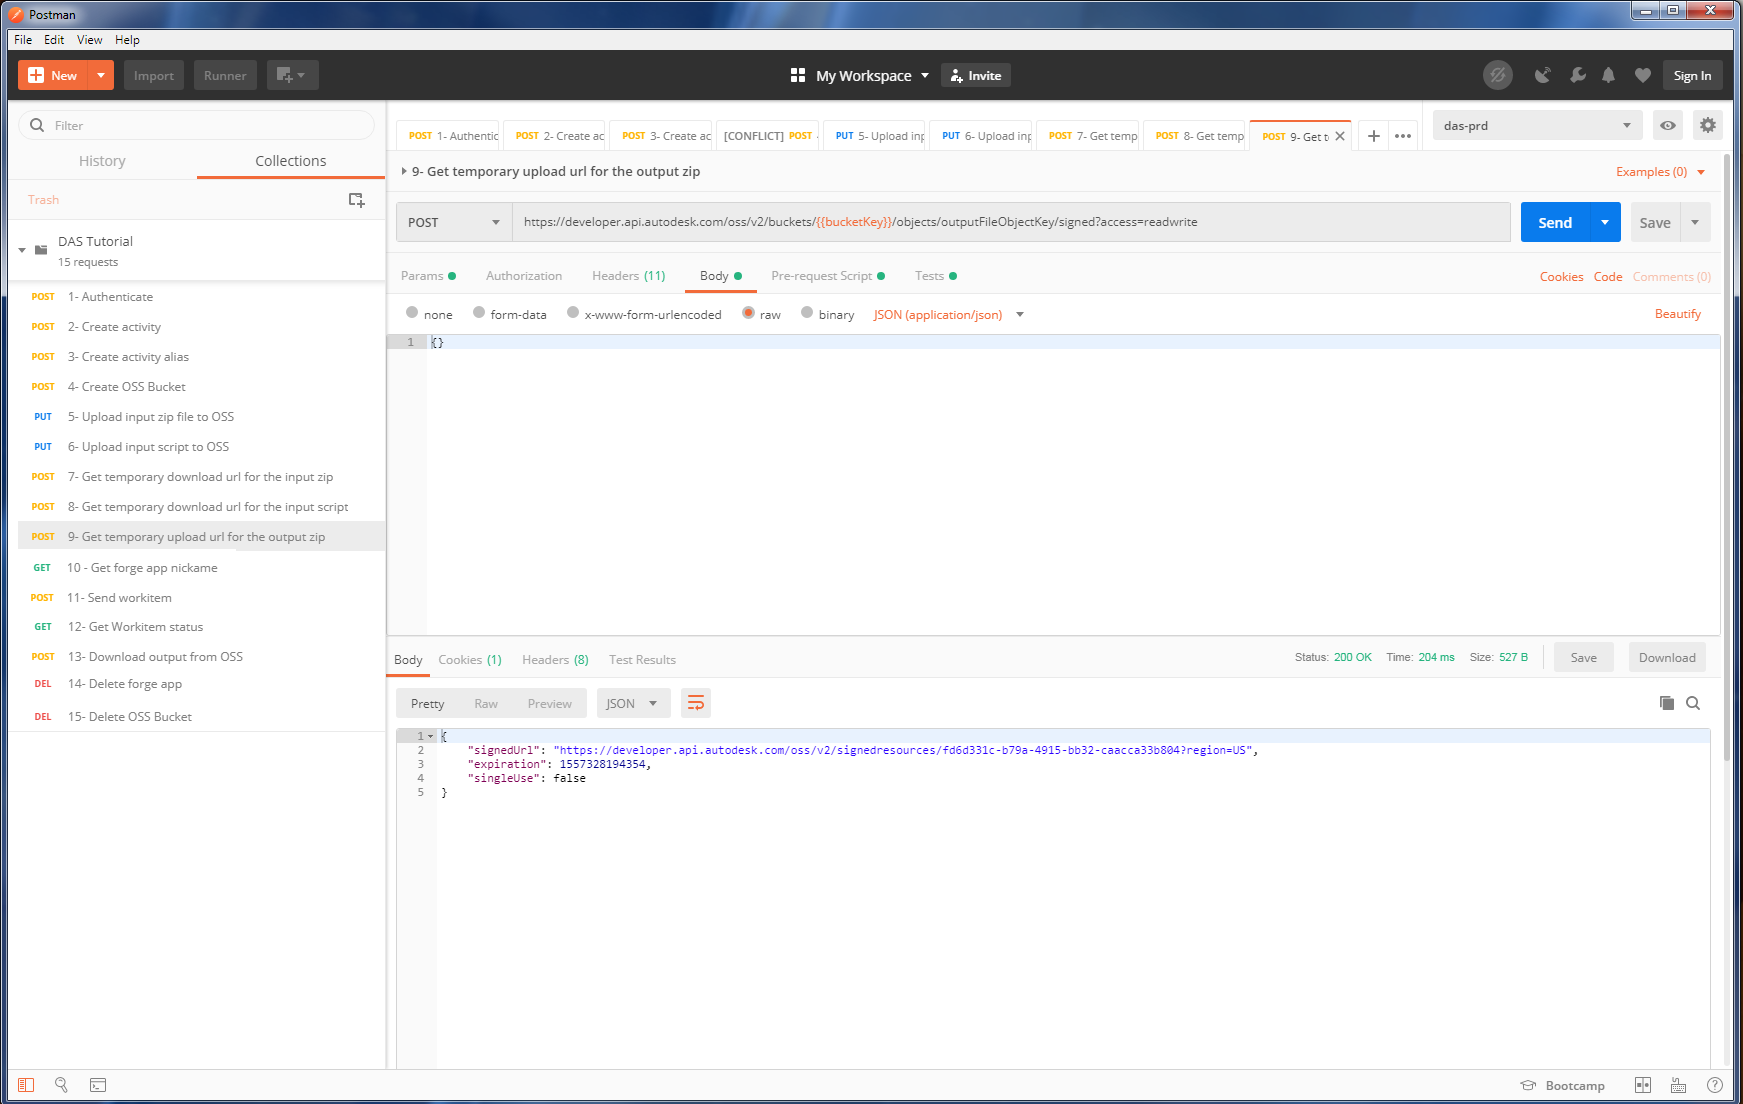 Postman
File Edit View Help
New Import Runner My Workspace Invite Sign In
Filter
History Collections
Trash
DAS Tutorial
15 requests
POST 1- Authenticate
POST 2- Create activity
POST 3- Create activity alias
POST 4- Create OSS Bucket
PUT 5- Upload input zip file to OSS
PUT 6- Upload input script to OSS
POST 7- Get temporary download url for the input zip
POST 8- Get temporary download url for the input script
POST 9- Get temporary upload url for the output zip
GET 10 - Get forge app nickame
POST 11- Send workitem
GET 12- Get Workitem status
POST 13- Download output from OSS
DEL 14- Delete forge app
DEL 15- Delete OSS Bucket
POST 1- Authentic POST 2- Create ac POST 3- Create ac [CONFLICT] POST PUT 5- Upload inp PUT 6- Upload inp POST 7- Get temp POST 8- Get temp POST 9- Get t
das-prd
9- Get temporary upload url for the output zip
Examples (0)
POST https://developer.api.autodesk.com/oss/v2/buckets/{{bucketKey}}/objects/outputFileObjectKey/signed?access=readwrite Send Save
Params Authorization Headers (11) Body Pre-request Script Tests Cookies Code Comments (0)
none form-data x-www-form-urlencoded raw binary JSON (application/json) Beautify
1 {}
Body Cookies (1) Headers (8) Test Results Status: 200 OK Time: 204 ms Size: 527 B Save Download
Pretty Raw Preview JSON
1 {
2 "signedUrl": "https://developer.api.autodesk.com/oss/v2/signedresources/fd6d331c-b79a-4915-bb32-caacca33b804?region=US",
3 "expiration": 1557328194354,
4 "singleUse": false
5 }
Bootcamp